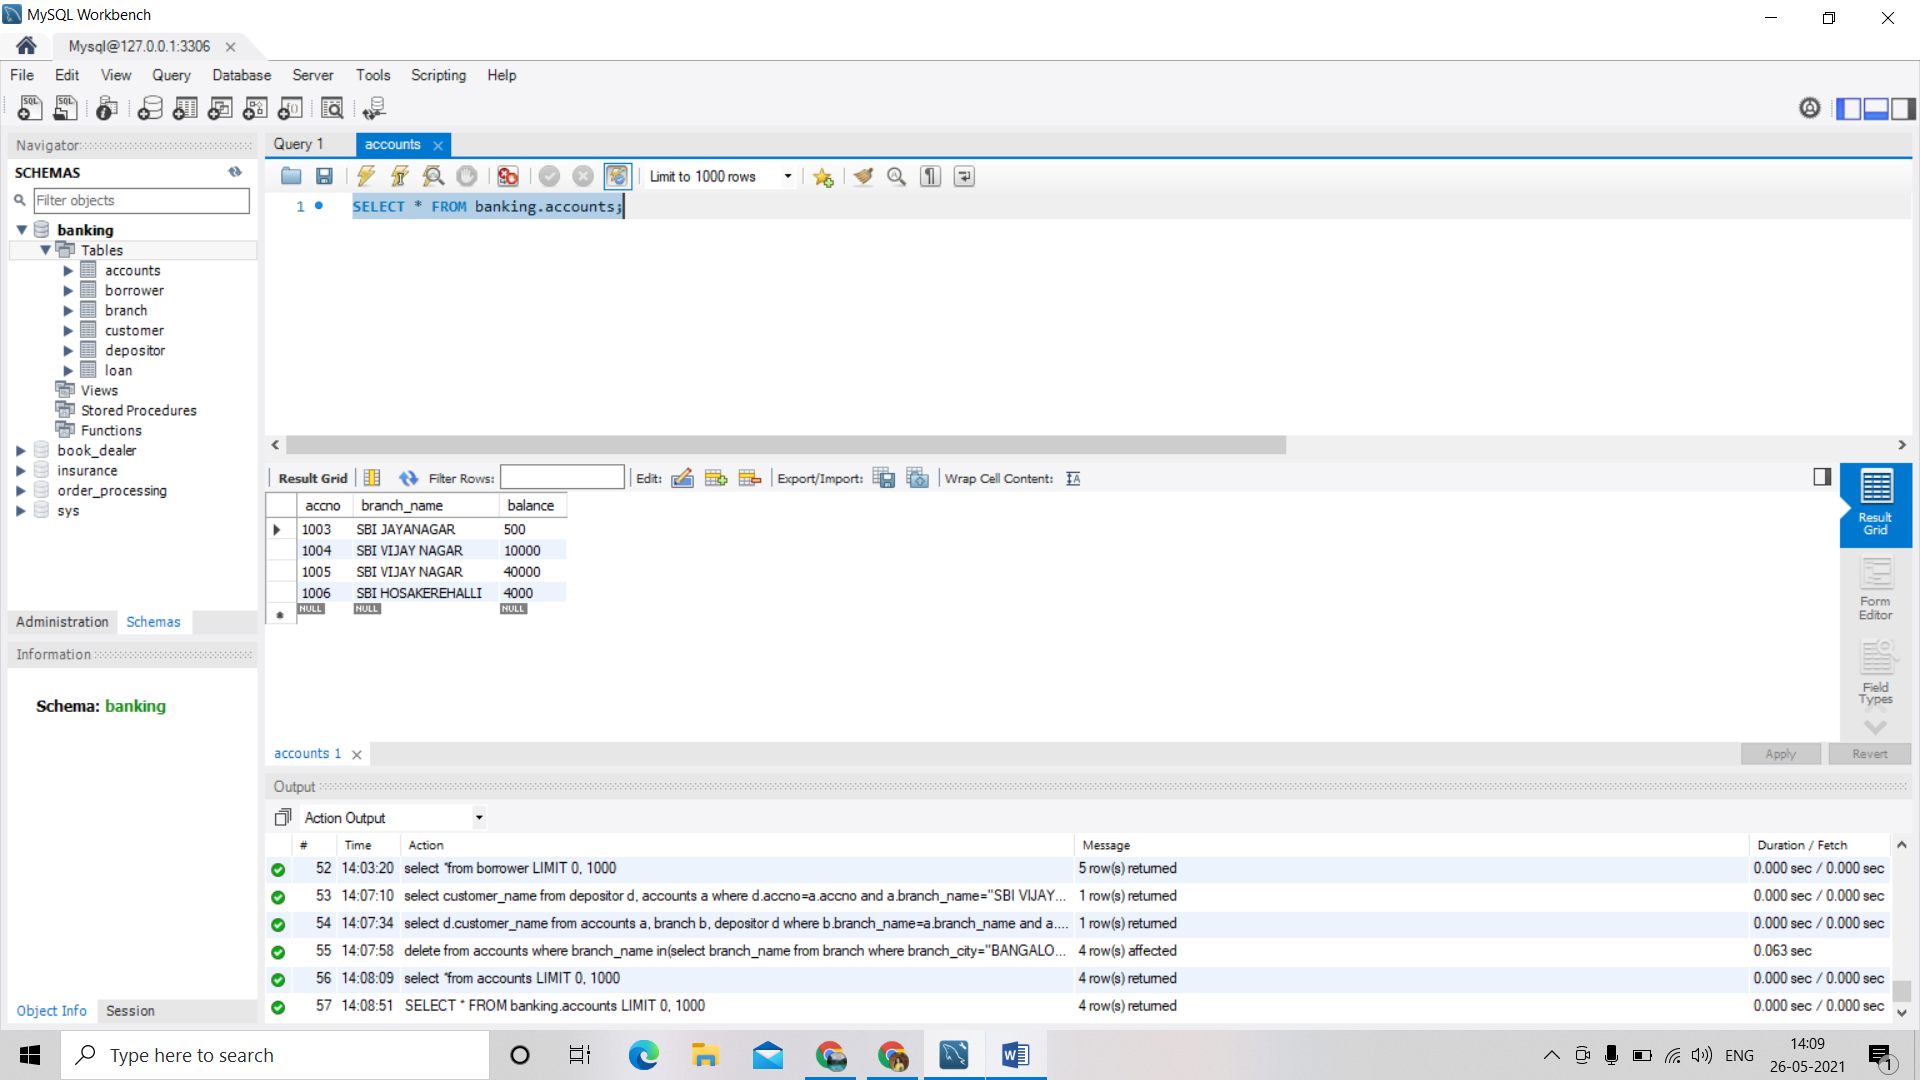 MySQL Workbench
Mysql@127.0.0.1:3306
File Edit View Query Database Server Tools Scripting Help
Navigator
SCHEMAS
Filter objects
banking
Tables
accounts
borrower
branch
customer
depositor
loan
Views
Stored Procedures
Functions
book_dealer
insurance
order_processing
sys
Administration Schemas
Information
Schema: banking
Object Info Session
Query 1 accounts
Limit to 1000 rows
1 SELECT * FROM banking.accounts;
Result Grid Filter Rows: Edit: Export/Import: Wrap Cell Content:
accno branch_name balance
1003 SBI JAYANAGAR 500
1004 SBI VIJAY NAGAR 10000
1005 SBI VIJAY NAGAR 40000
1006 SBI HOSAKEREHALLI 4000
NULL NULL NULL
Result
Grid
Form
Editor
Field
Types
accounts 1
Apply Revert
Output
Action Output
# Time Action Message Duration / Fetch
52 14:03:20 select *from borrower LIMIT 0, 1000 5 row(s) returned 0.000 sec / 0.000 sec
53 14:07:10 select customer_name from depositor d, accounts a where d.accno=a.accno and a.branch_name="SBI VIJAY... 1 row(s) returned 0.000 sec / 0.000 sec
54 14:07:34 select d.customer_name from accounts a, branch b, depositor d where b.branch_name=a.branch_name and a.... 1 row(s) returned 0.000 sec / 0.000 sec
55 14:07:58 delete from accounts where branch_name in(select branch_name from branch where branch_city="BANGALO... 4 row(s) affected 0.063 sec
56 14:08:09 select *from accounts LIMIT 0, 1000 4 row(s) returned 0.000 sec / 0.000 sec
57 14:08:51 SELECT * FROM banking.accounts LIMIT 0, 1000 4 row(s) returned 0.000 sec / 0.000 sec
Type here to search
ENG
14:09
26-05-2021
1